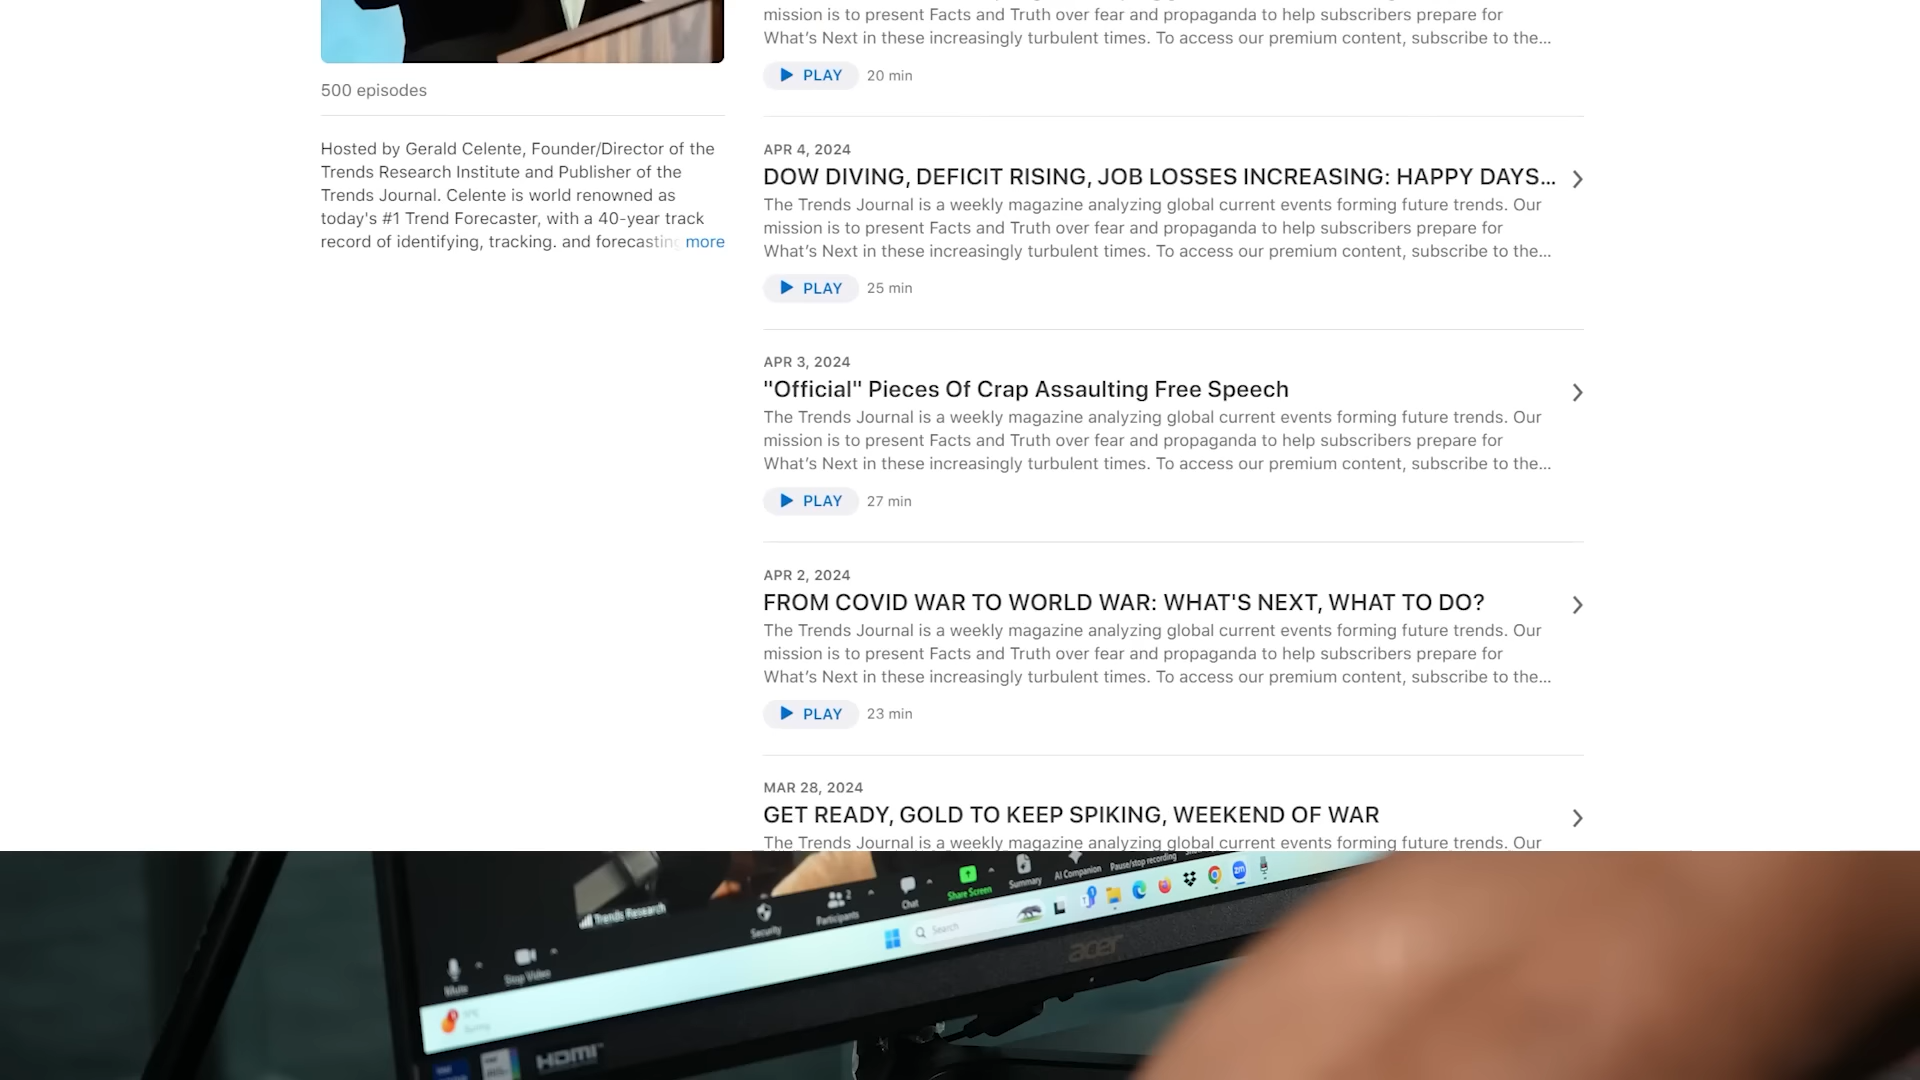 500 episodes
Hosted by Gerald Celente, Founder/Director of the
Trends Research Institute and Publisher of the
Trends Journal. Celente is world renowned as
today's #1 Trend Forecaster, with a 40-year track
record of identifying, tracking. and forecasting more
mission is to present Facts and Truth over fear and propaganda to help subscribers prepare for
What's Next in these increasingly turbulent times. To access our premium content, subscribe to the...
PLAY 20 min
APR 4, 2024
DOW DIVING, DEFICIT RISING, JOB LOSSES INCREASING: HAPPY DAYS...
The Trends Journal is a weekly magazine analyzing global current events forming future trends. Our
mission is to present Facts and Truth over fear and propaganda to help subscribers prepare for
What's Next in these increasingly turbulent times. To access our premium content, subscribe to the...
PLAY 25 min
APR 3, 2024
"Official" Pieces Of Crap Assaulting Free Speech
The Trends Journal is a weekly magazine analyzing global current events forming future trends. Our
mission is to present Facts and Truth over fear and propaganda to help subscribers prepare for
What's Next in these increasingly turbulent times. To access our premium content, subscribe to the...
PLAY 27 min
APR 2, 2024
FROM COVID WAR TO WORLD WAR: WHAT'S NEXT, WHAT TO DO?
The Trends Journal is a weekly magazine analyzing global current events forming future trends. Our
mission is to present Facts and Truth over fear and propaganda to help subscribers prepare for
What's Next in these increasingly turbulent times. To access our premium content, subscribe to the...
PLAY 23 min
MAR 28, 2024
GET READY, GOLD TO KEEP SPIKING, WEEKEND OF WAR
The Trends Journal is a weekly magazine analyzing global current events forming future trends. Our
Trends Research
Mute
Stop Video
Security
Participants 2
Chat
Share Screen
Summary
AI Companion
Pause/stop recording
Search
zm
acer
HDMI